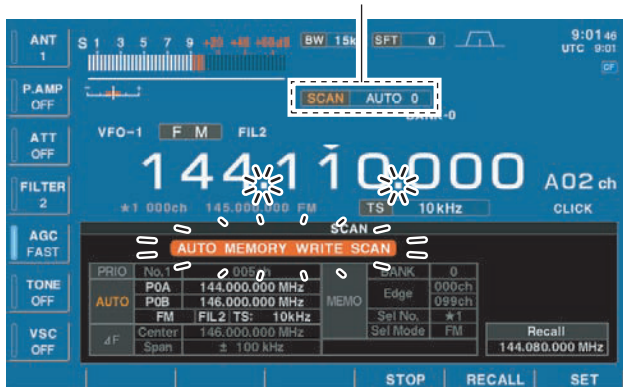 ANT 1
S 1 3 5 7 9 +20 +40 +60dB BW 15k SFT 0
9:01 46
UTC 9:01
CF
P.AMP OFF
SCAN AUTO 0
-0
ATT OFF
VFO-1 F M FIL2
144.110.000 A02 ch
FILTER 2
★1 000ch 145.000.000 FM TS 10kHz CLICK
SCAN
AGC FAST
AUTO MEMORY WRITE SCAN
PRIO No,1 005ch BANK 0
AUTO P0A 144.000.000 MHz MEMO Edge 000ch
P0B 146.000.000 MHz 099ch
TONE OFF
FM FIL2 TS: 10kHz Sel No. ★1
ΔF Center 146.000.000 MHz Sel Mode FM
Span ± 100 kHz
VSC OFF
Recall
144.080.000 MHz
STOP RECALL SET